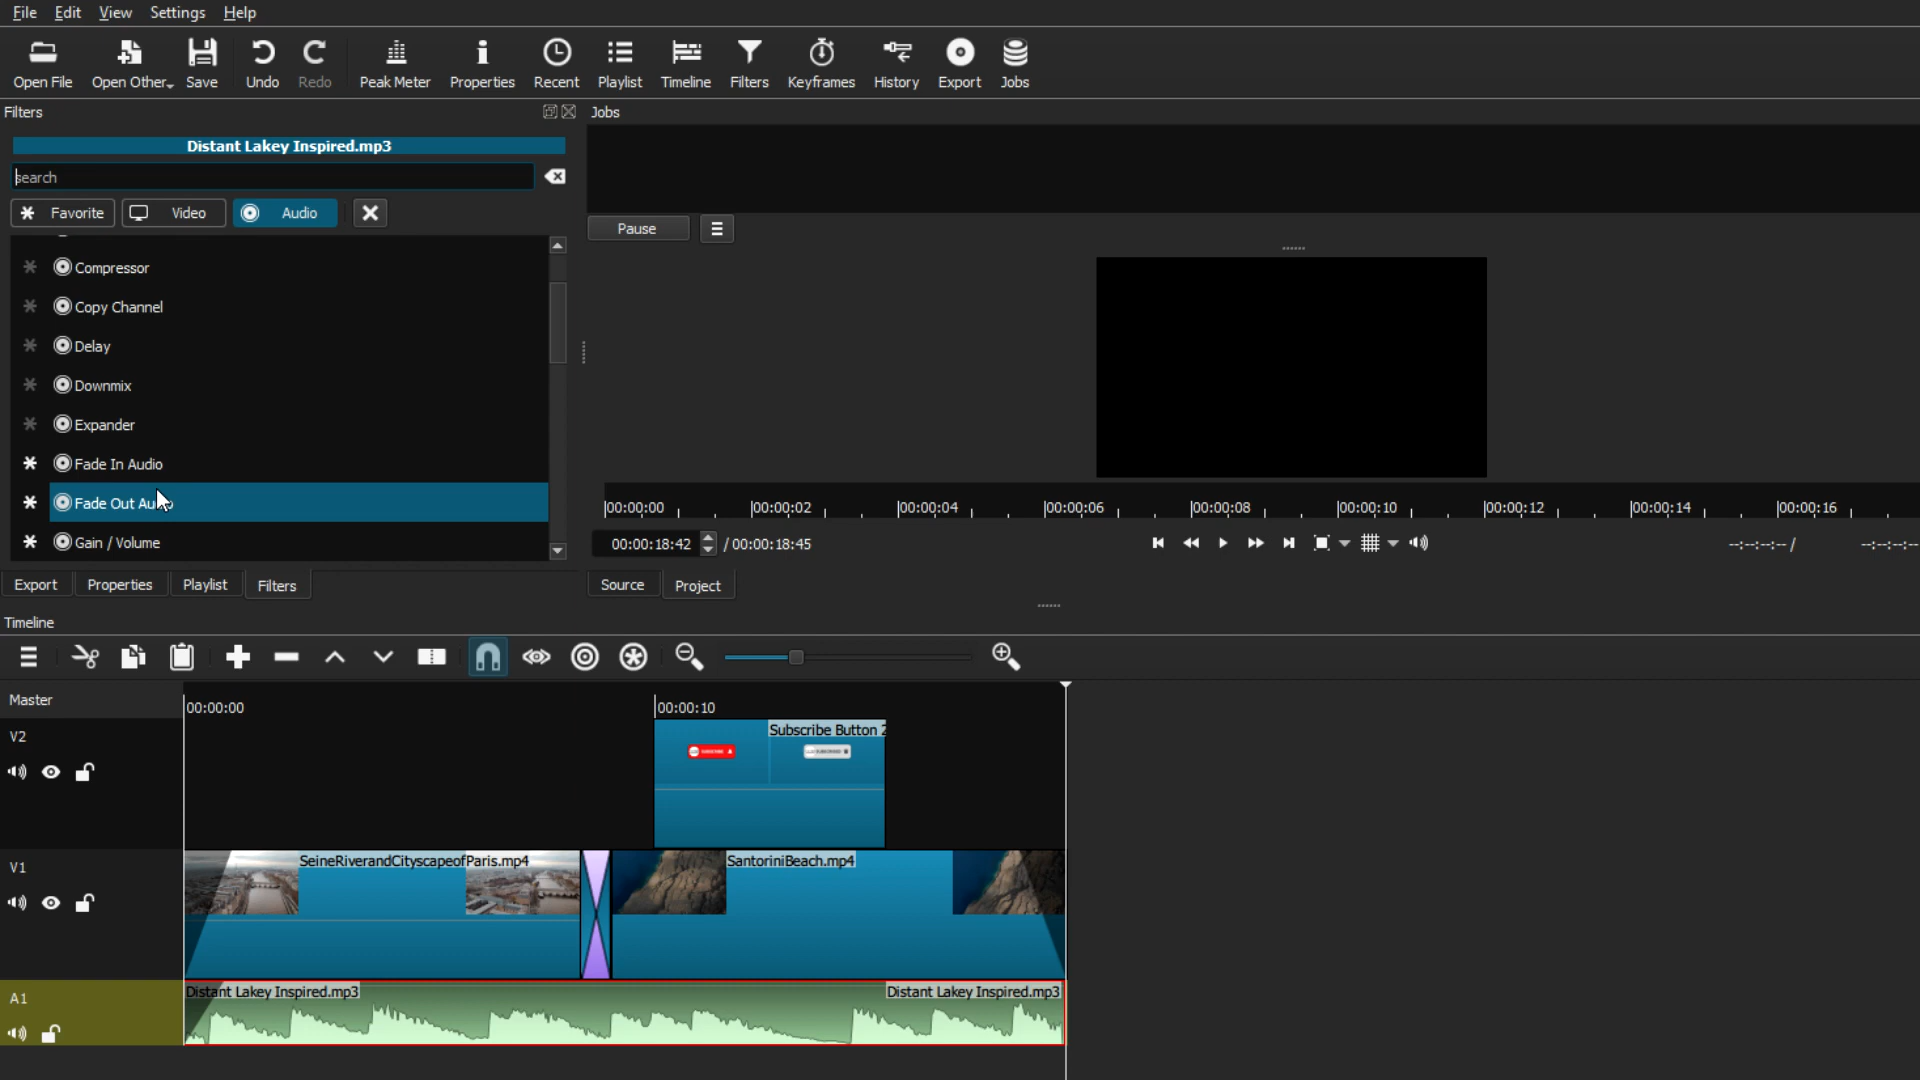 File Edit View Settings Help
Open File Open Other Save Undo Redo Peak Meter Properties Recent Playlist Timeline Filters Keyframes History Export Jobs
Filters
Jobs
Distant Lakey Inspired.mp3
search
Favorite Video Audio
Pause
Compressor
Copy Channel
Delay
Downmix
Expander
Fade In Audio
Fade Out Au
Gain / Volume
00:00:00 00:00:02 00:00:04 00:00:06 00:00:08 00:00:10 00:00:12 00:00:14 00:00:16
00:00:18:42 / 00:00:18:45 --:--:--:-- / --:--:--:--
Export Properties Playlist Filters
Source Project
Timeline
Master
00:00:00 00:00:10
V2
Subscribe Button 2
V1
SeineRiverandCityscapeofParis.mp4 SantoriniBeach.mp4
A1
Distant Lakey Inspired.mp3 Distant Lakey Inspired.mp3